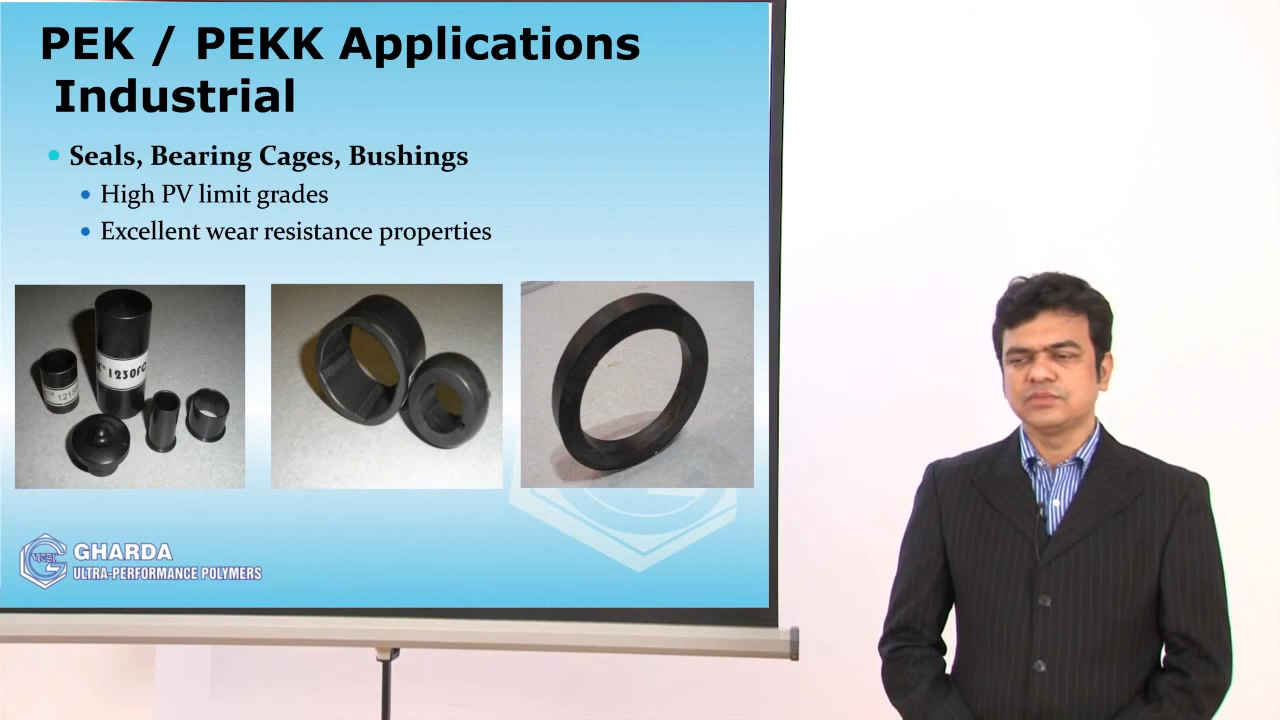 PEK / PEKK Applications
Industrial
Seals, Bearing Cages, Bushings
High PV limit grades
Excellent wear resistance properties
1230FC
GHARDA
ULTRA-PERFORMANCE POLYMERS